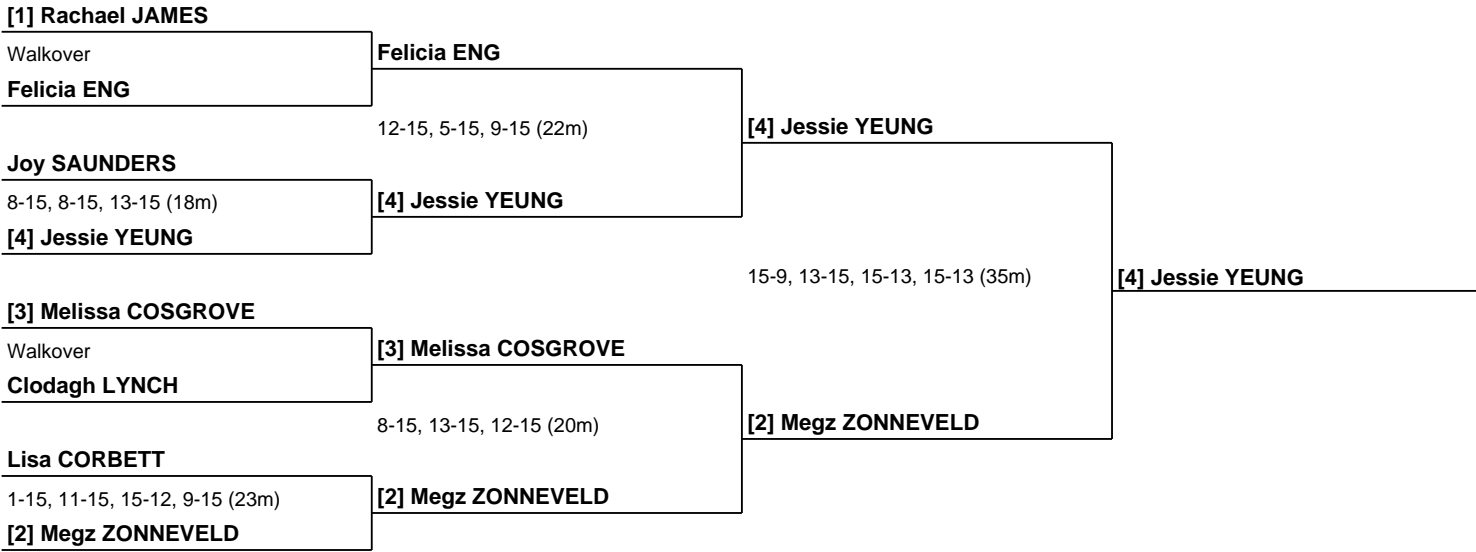 [1] Rachael JAMES
Walkover
Felicia ENG
Felicia ENG
12-15, 5-15, 9-15 (22m)
[4] Jessie YEUNG
Joy SAUNDERS
8-15, 8-15, 13-15 (18m)
[4] Jessie YEUNG
[4] Jessie YEUNG
15-9, 13-15, 15-13, 15-13 (35m)
[4] Jessie YEUNG
[3] Melissa COSGROVE
Walkover
[3] Melissa COSGROVE
Clodagh LYNCH
8-15, 13-15, 12-15 (20m)
[2] Megz ZONNEVELD
Lisa CORBETT
1-15, 11-15, 15-12, 9-15 (23m)
[2] Megz ZONNEVELD
[2] Megz ZONNEVELD